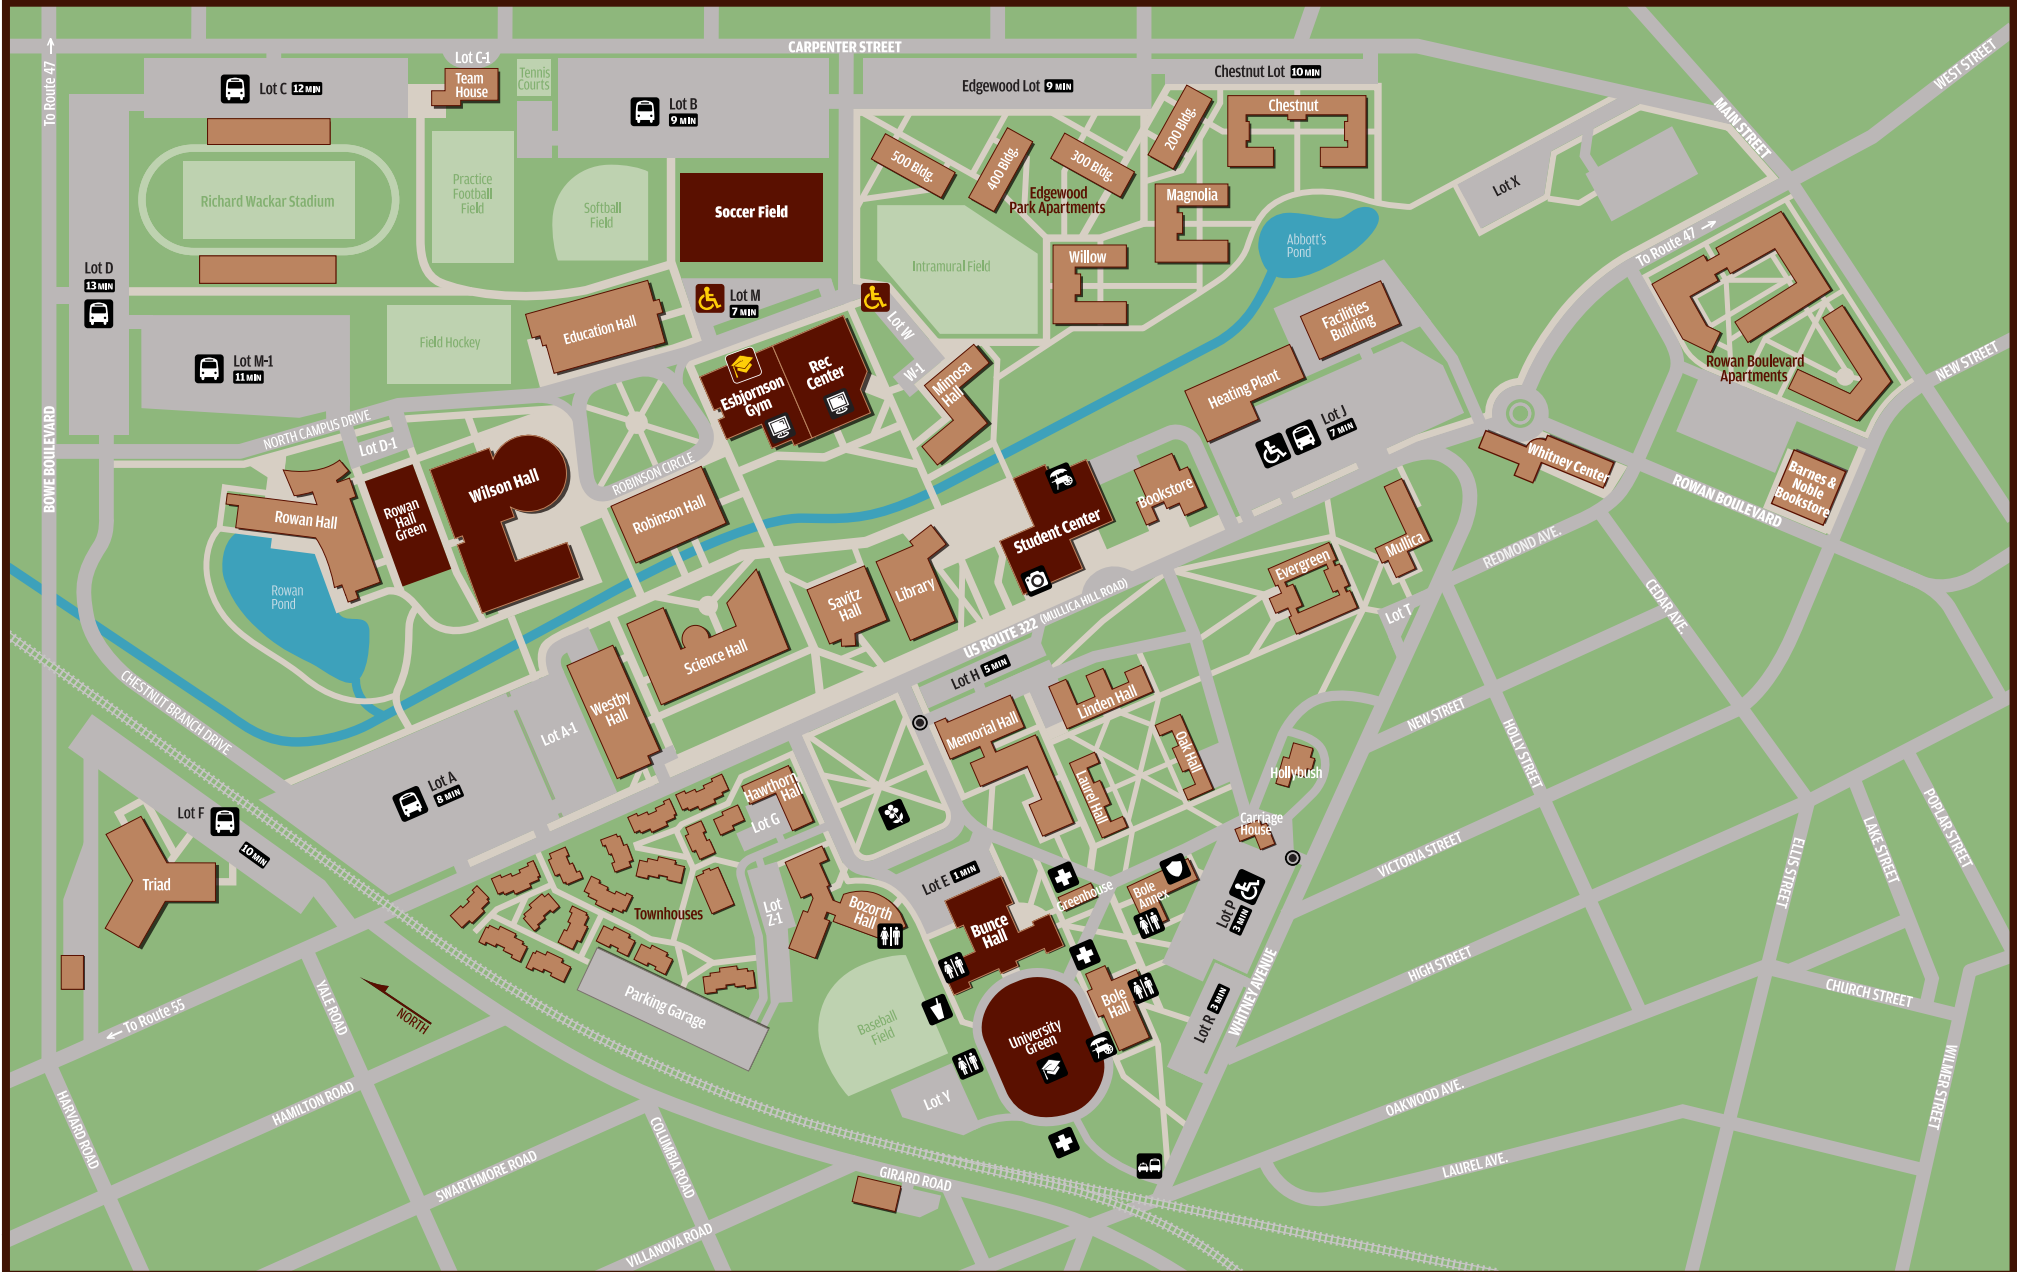 CARPENTER STREET
To Route 47
Lot C-1
Team
House
Tennis
Courts
Lot C 12 MIN
Lot B
9 MIN
Edgewood Lot 9 MIN
Chestnut Lot 10 MIN
Chestnut
WEST STREET
MAIN STREET
200 Bldg.
300 Bldg.
400 Bldg.
500 Bldg.
Edgewood
Park Apartments
Magnolia
Lot X
Richard Wackar Stadium
Practice
Football
Field
Softball
Field
Soccer Field
Intramural Field
Willow
Abbott's
Pond
To Route 47
Lot D
13 MIN
Lot M
7 MIN
Lot W
W-1
Education Hall
Field Hockey
Lot M-1
11 MIN
Facilities
Building
Heating Plant
Rowan Boulevard
Apartments
NEW STREET
Esbjornson
Gym
Rec
Center
Mimosa
Hall
Lot J
7 MIN
BOWE BOULEVARD
NORTH CAMPUS DRIVE
Lot D-1
ROBINSON CIRCLE
Wilson Hall
Rowan Hall
Rowan
Hall
Green
Robinson Hall
Student Center
Bookstore
Whitney Center
Barnes &
Noble
Bookstore
ROWAN BOULEVARD
Mullica
REDMOND AVE.
Evergreen
Lot T
CEDAR AVE.
Rowan
Pond
Savitz
Hall
Library
Science Hall
US ROUTE 322 (MULLICA HILL ROAD)
Lot H 5 MIN
Linden Hall
Memorial Hall
Westby
Hall
Lot A-1
CHESTNUT BRANCH DRIVE
Oak Hall
Laurel Hall
Hollybush
NEW STREET
HOLLY STREET
Lot A
8 MIN
Lot F
10 MIN
Hawthorn
Hall
Lot G
Carriage
House
VICTORIA STREET
ELLIS STREET
LAKE STREET
POPLAR STREET
Triad
Townhouses
Lot
Z-1
Bozorth
Hall
Lot E 1 MIN
Greenhouse
Bole
Annex
Lot P
3 MIN
Bunce
Hall
HIGH STREET
CHURCH STREET
Parking Garage
NORTH
YALE ROAD
To Route 55
Baseball
Field
University
Green
Bole
Hall
Lot R 3 MIN
WHITNEY AVENUE
Lot Y
OAKWOOD AVE.
WILMER STREET
HARVARD ROAD
HAMILTON ROAD
SWARTHMORE ROAD
COLUMBIA ROAD
GIRARD ROAD
LAUREL AVE.
VILLANOVA ROAD